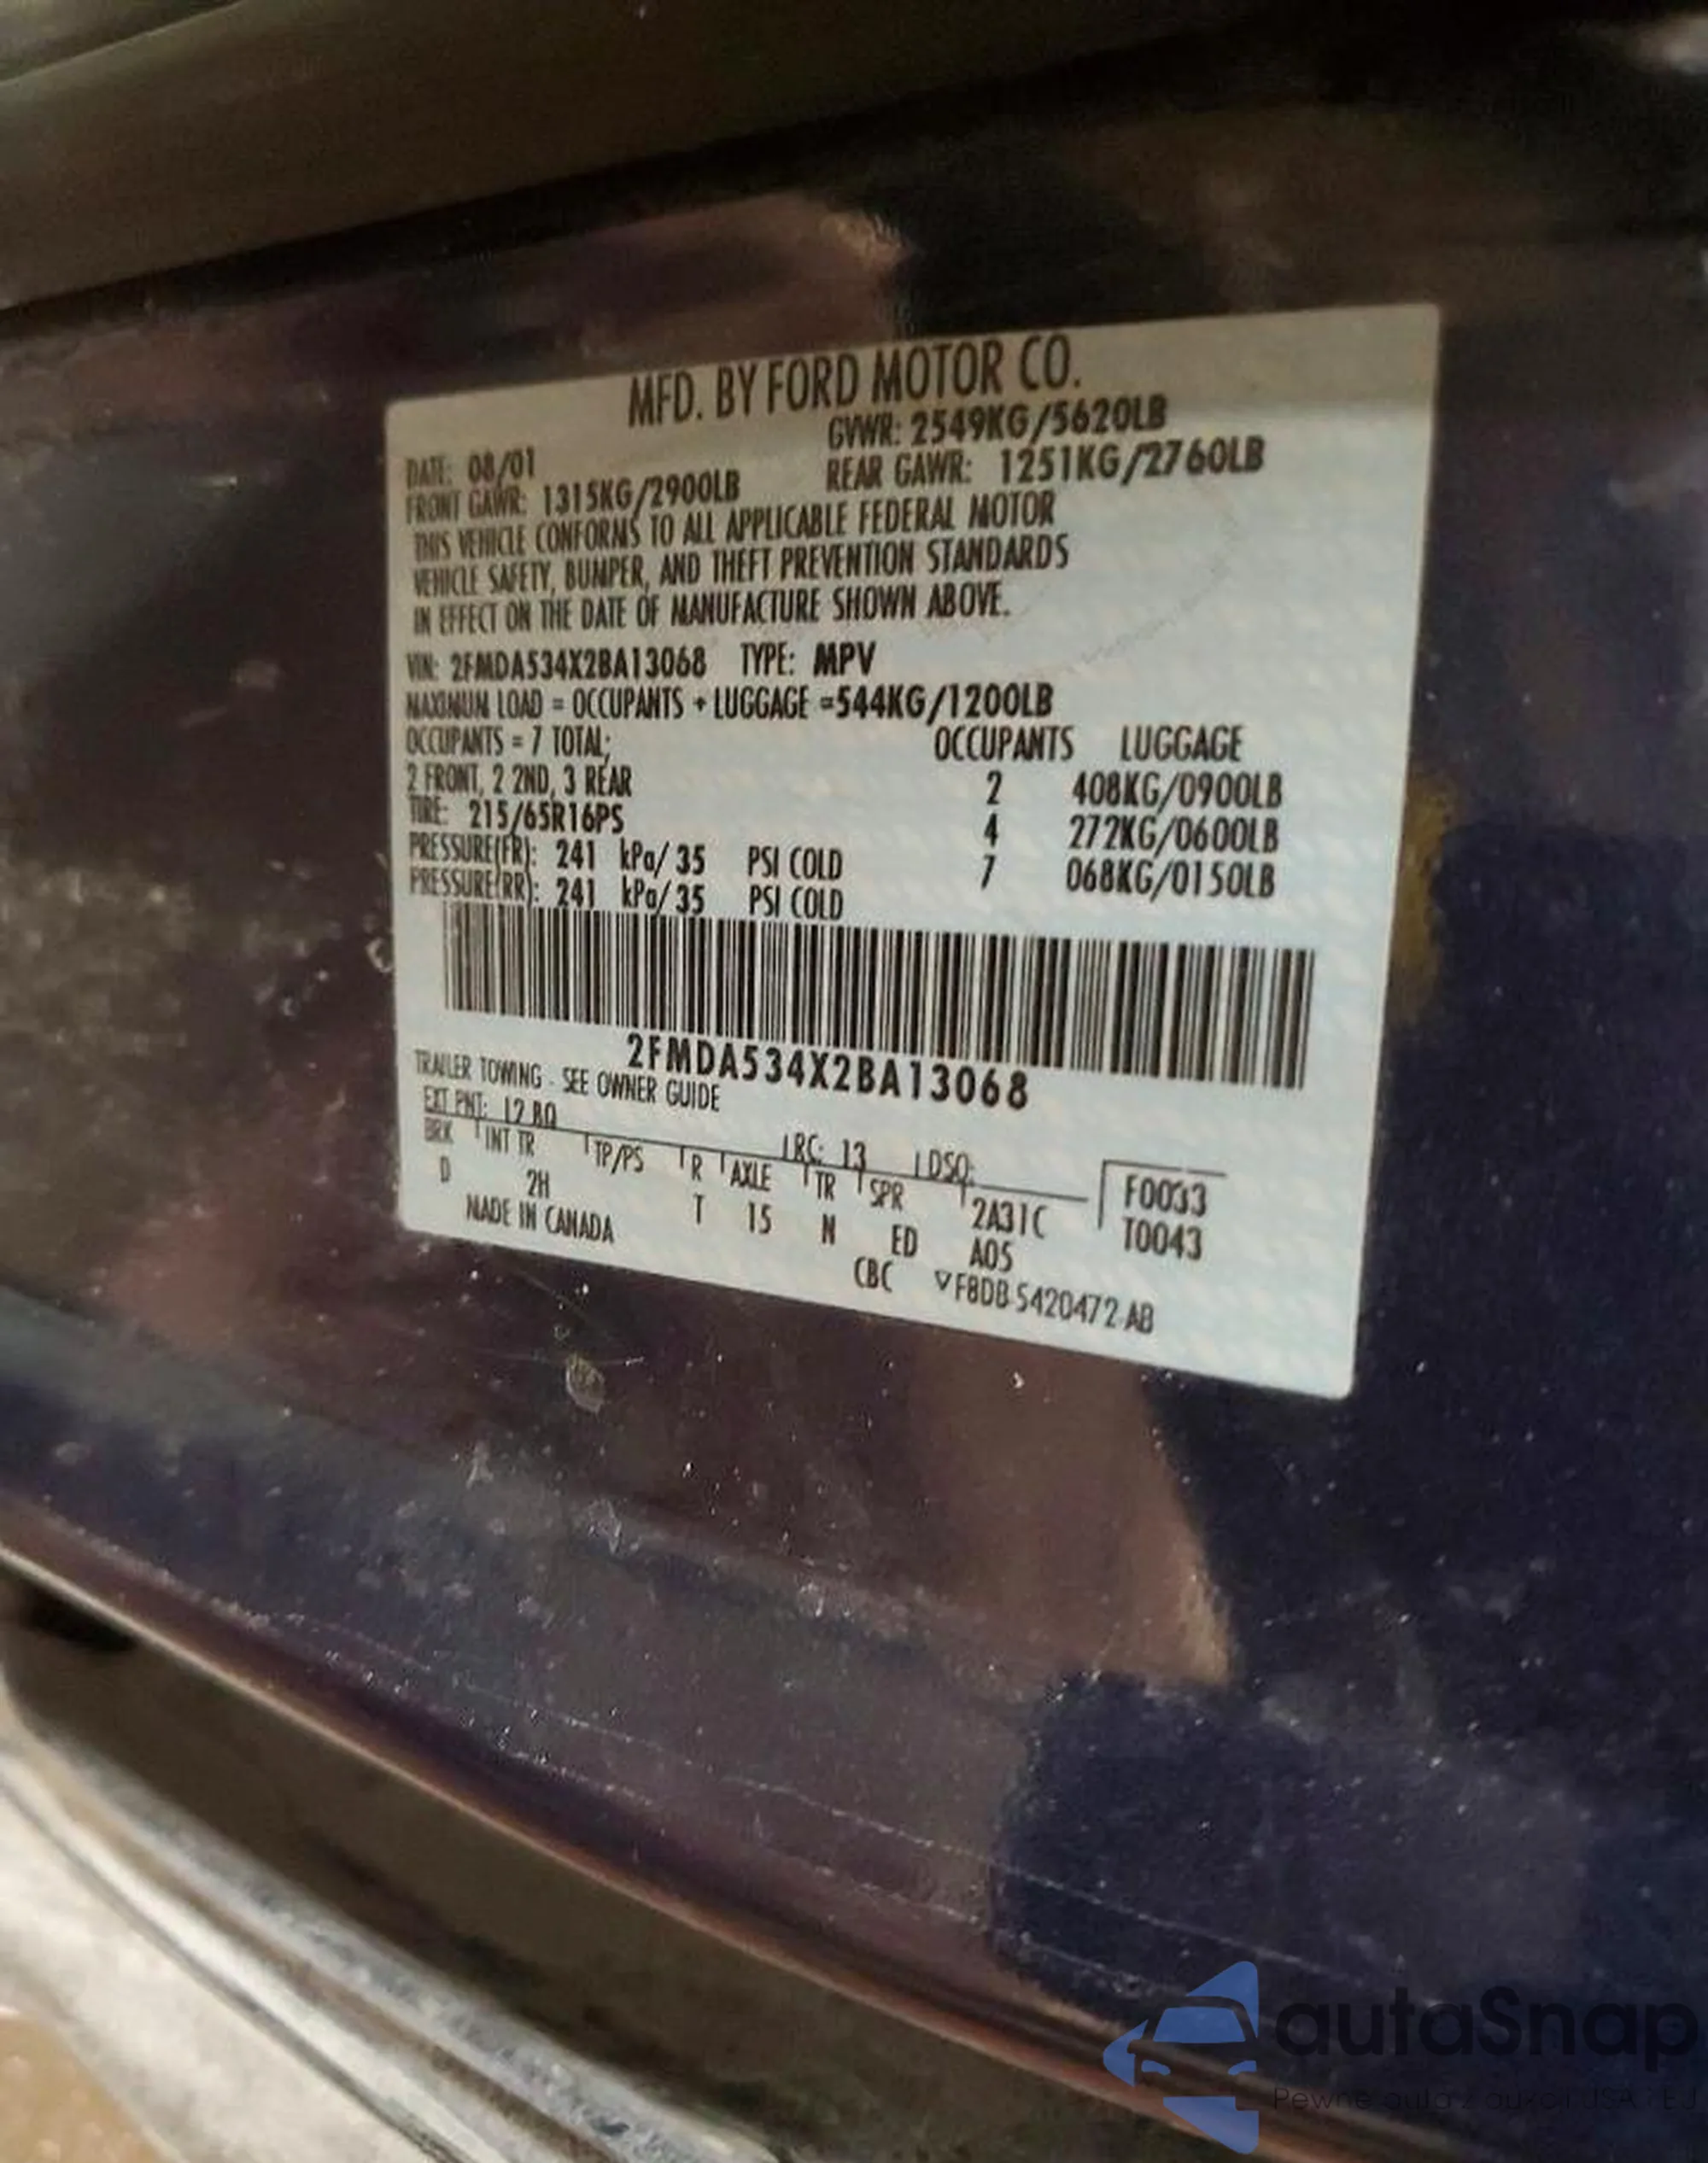 MFD. BY FORD MOTOR CO.
DATE: 08/01 GVWR: 2549KG/5620LB
FRONT GAWR: 1315KG/2900LB REAR GAWR: 1251KG/2760LB
THIS VEHICLE CONFORMS TO ALL APPLICABLE FEDERAL MOTOR
VEHICLE SAFETY, BUMPER, AND THEFT PREVENTION STANDARDS
IN EFFECT ON THE DATE OF MANUFACTURE SHOWN ABOVE.
VIN: 2FMDA534X2BA13068 TYPE: MPV
MAXIMUM LOAD = OCCUPANTS + LUGGAGE =544KG/1200LB
OCCUPANTS = 7 TOTAL; OCCUPANTS LUGGAGE
2 FRONT, 2 2ND, 3 REAR 2 408KG/0900LB
TIRE: 215/65R16PS 4 272KG/0600LB
PRESSURE(FR): 241 kPa/ 35 PSI COLD 7 068KG/0150LB
PRESSURE(RR): 241 kPa/ 35 PSI COLD
2FMDA534X2BA13068
TRAILER TOWING - SEE OWNER GUIDE
EXT PNT: RC: 13 DSO:
BRK INT TR TP/PS R AXLE TR SPR 2A31C F0033
D 2H T 15 N ED A05 T0043
MADE IN CANADA CBC ▽F8DB 5420472 AB
autaSnap
Pewne auta z aukcji USA i EU